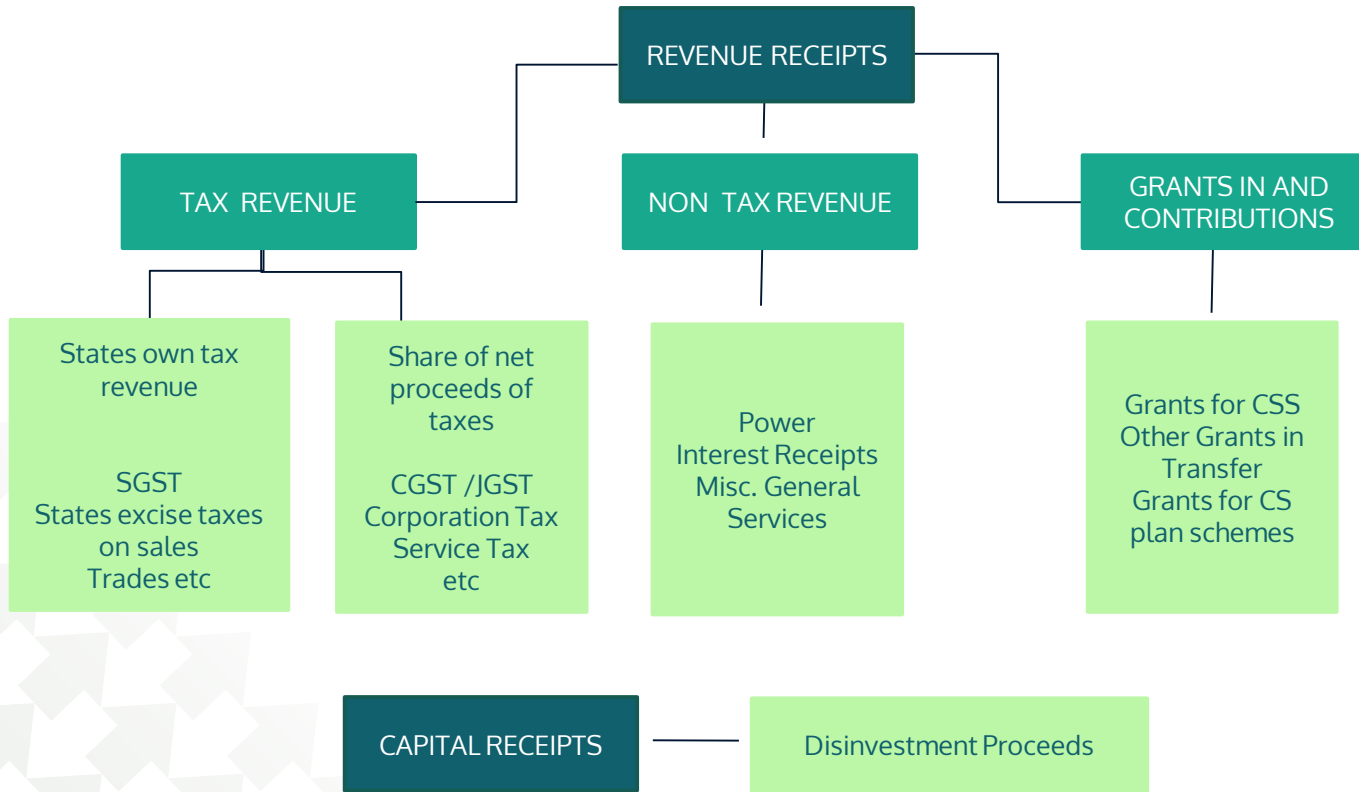 REVENUE RECEIPTS
TAX REVENUE
NON TAX REVENUE
GRANTS IN AND
CONTRIBUTIONS
States own tax
revenue
SGST
States excise taxes
on sales
Trades etc
Share of net
proceeds of
taxes
CGST /JGST
Corporation Tax
Service Tax
etc
Power
Interest Receipts
Misc. General
Services
Grants for CSS
Other Grants in
Transfer
Grants for CS
plan schemes
CAPITAL RECEIPTS
Disinvestment Proceeds